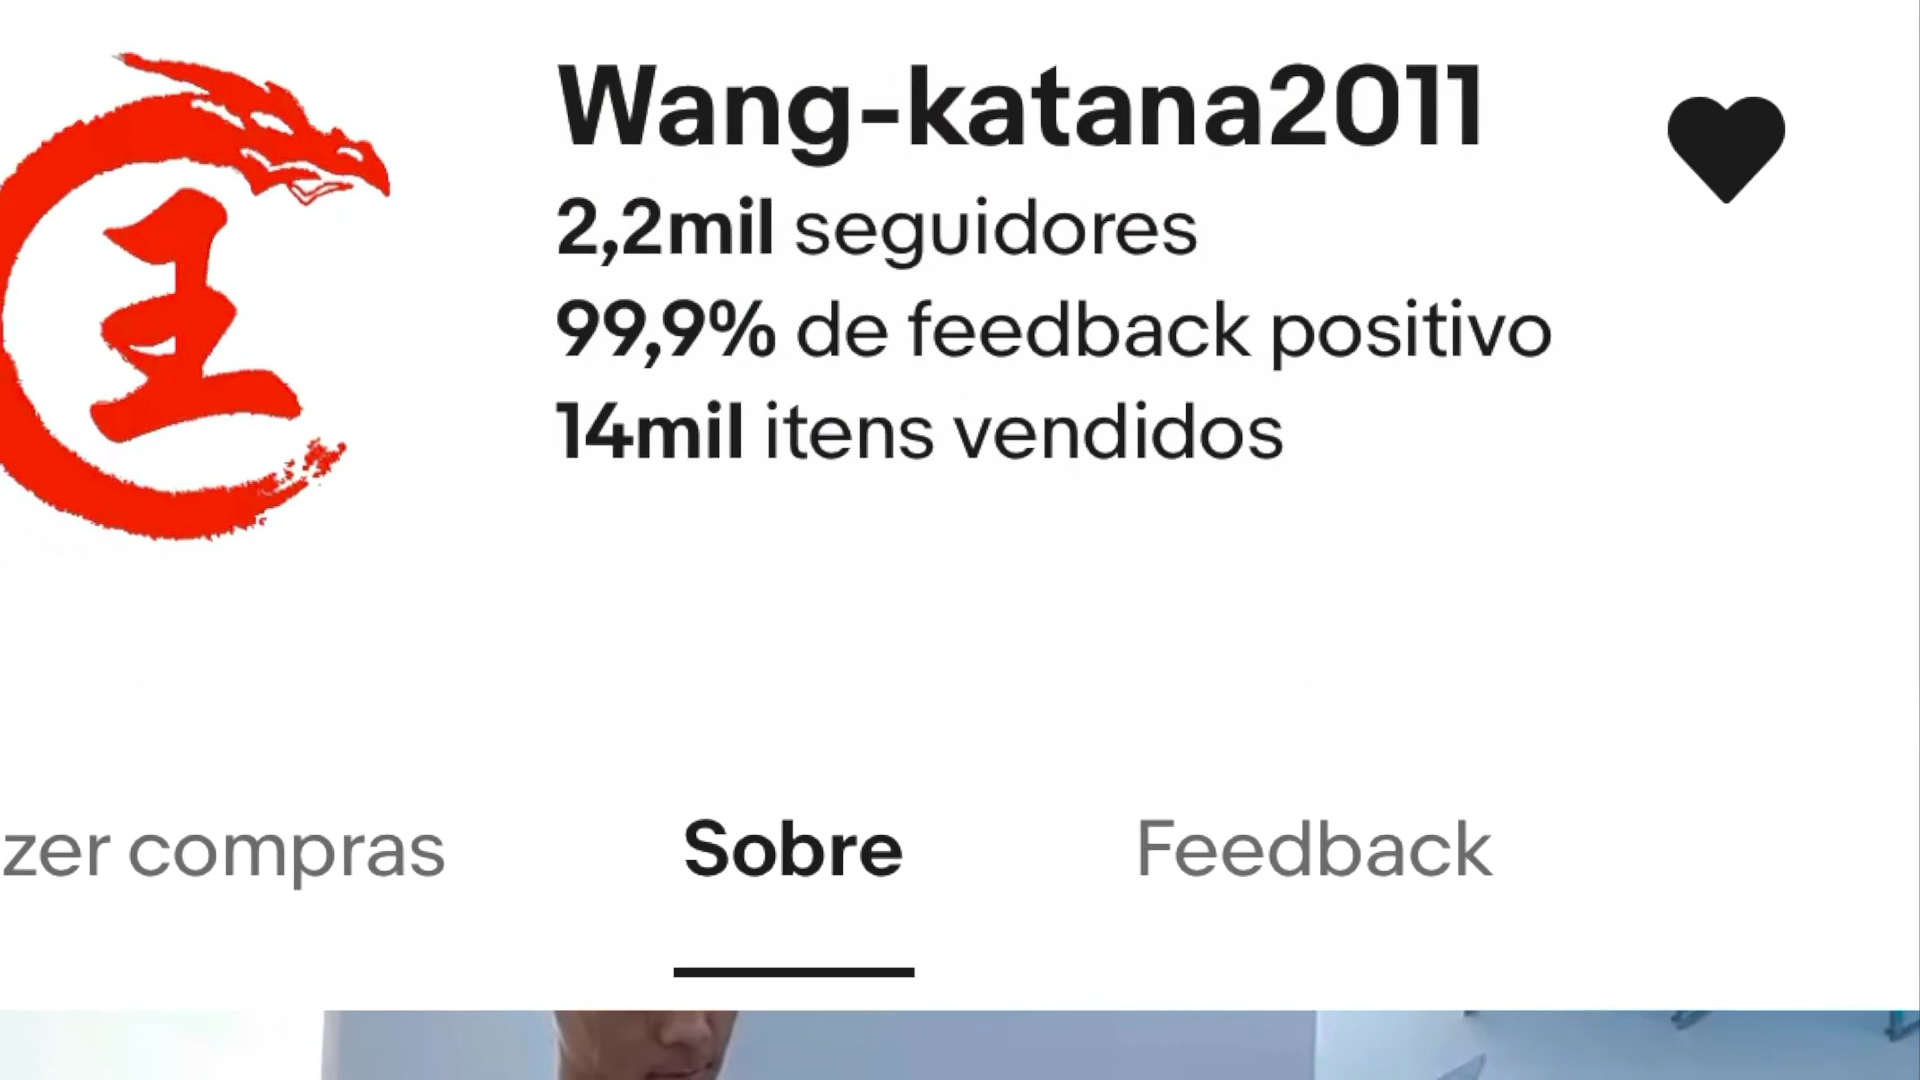 王
Wang-katana2011
2,2mil seguidores
99,9% de feedback positivo
14mil itens vendidos
zer compras
Sobre
Feedback